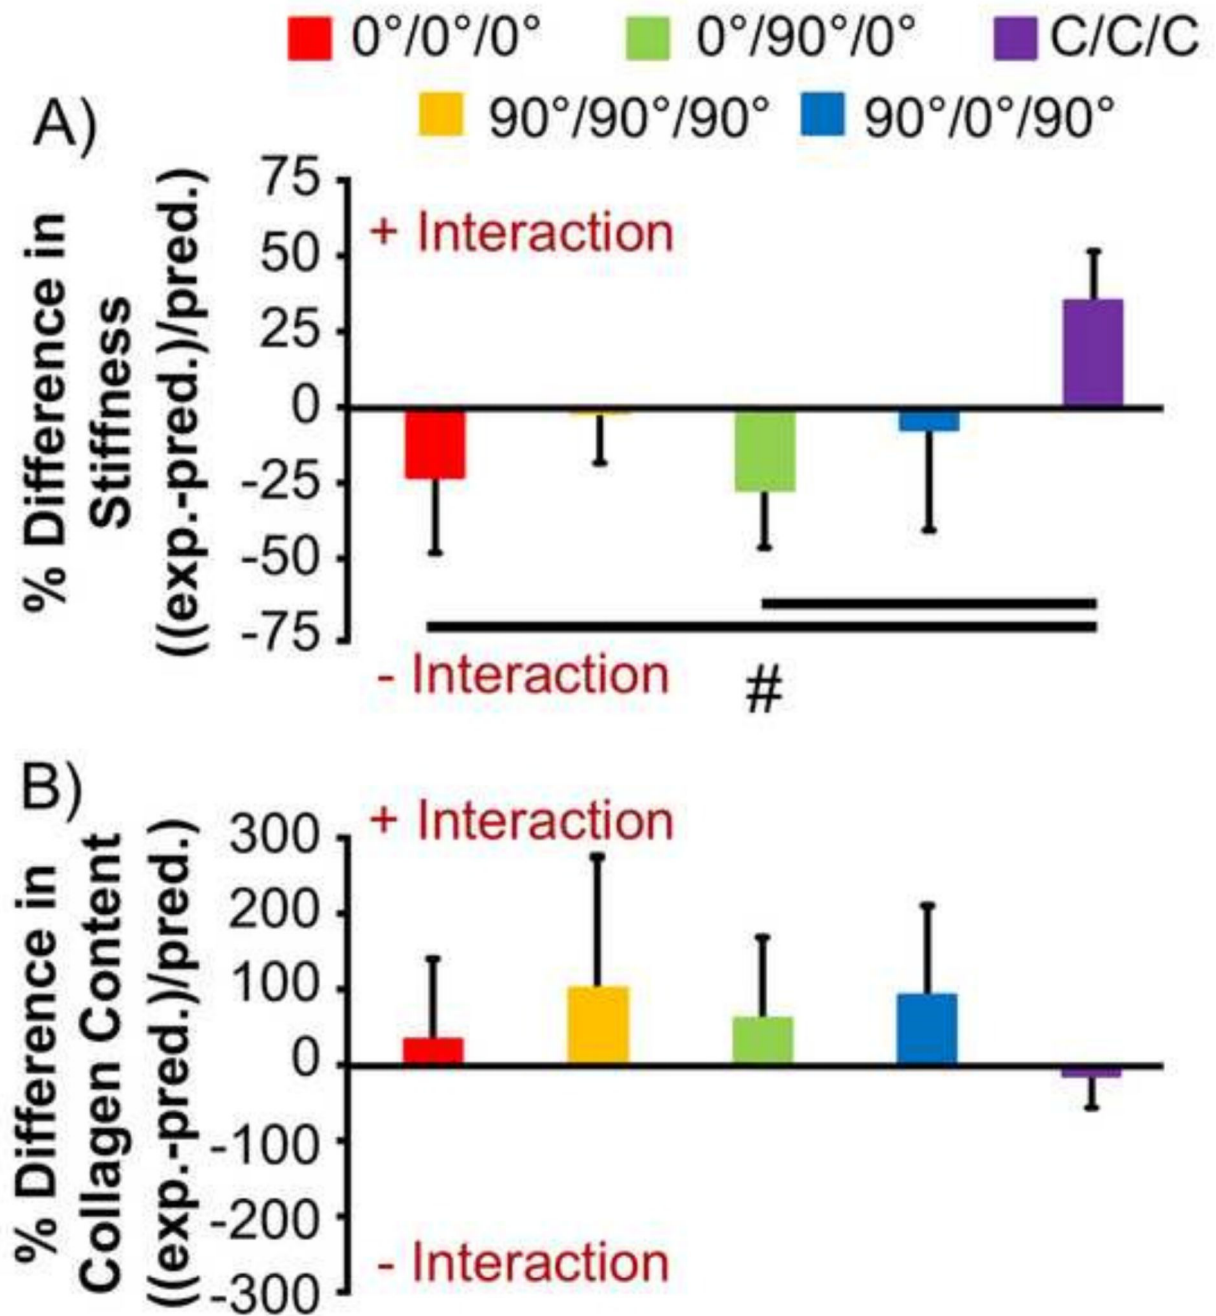 0°/0°/0° 0°/90°/0° C/C/C
90°/90°/90° 90°/0°/90°
A)
% Difference in
Stiffness
((exp.-pred.)/pred.)
75
50
25
0
-25
-50
-75
+ Interaction
- Interaction
#
B)
% Difference in
Collagen Content
((exp.-pred.)/pred.)
300
200
100
0
-100
-200
-300
+ Interaction
- Interaction